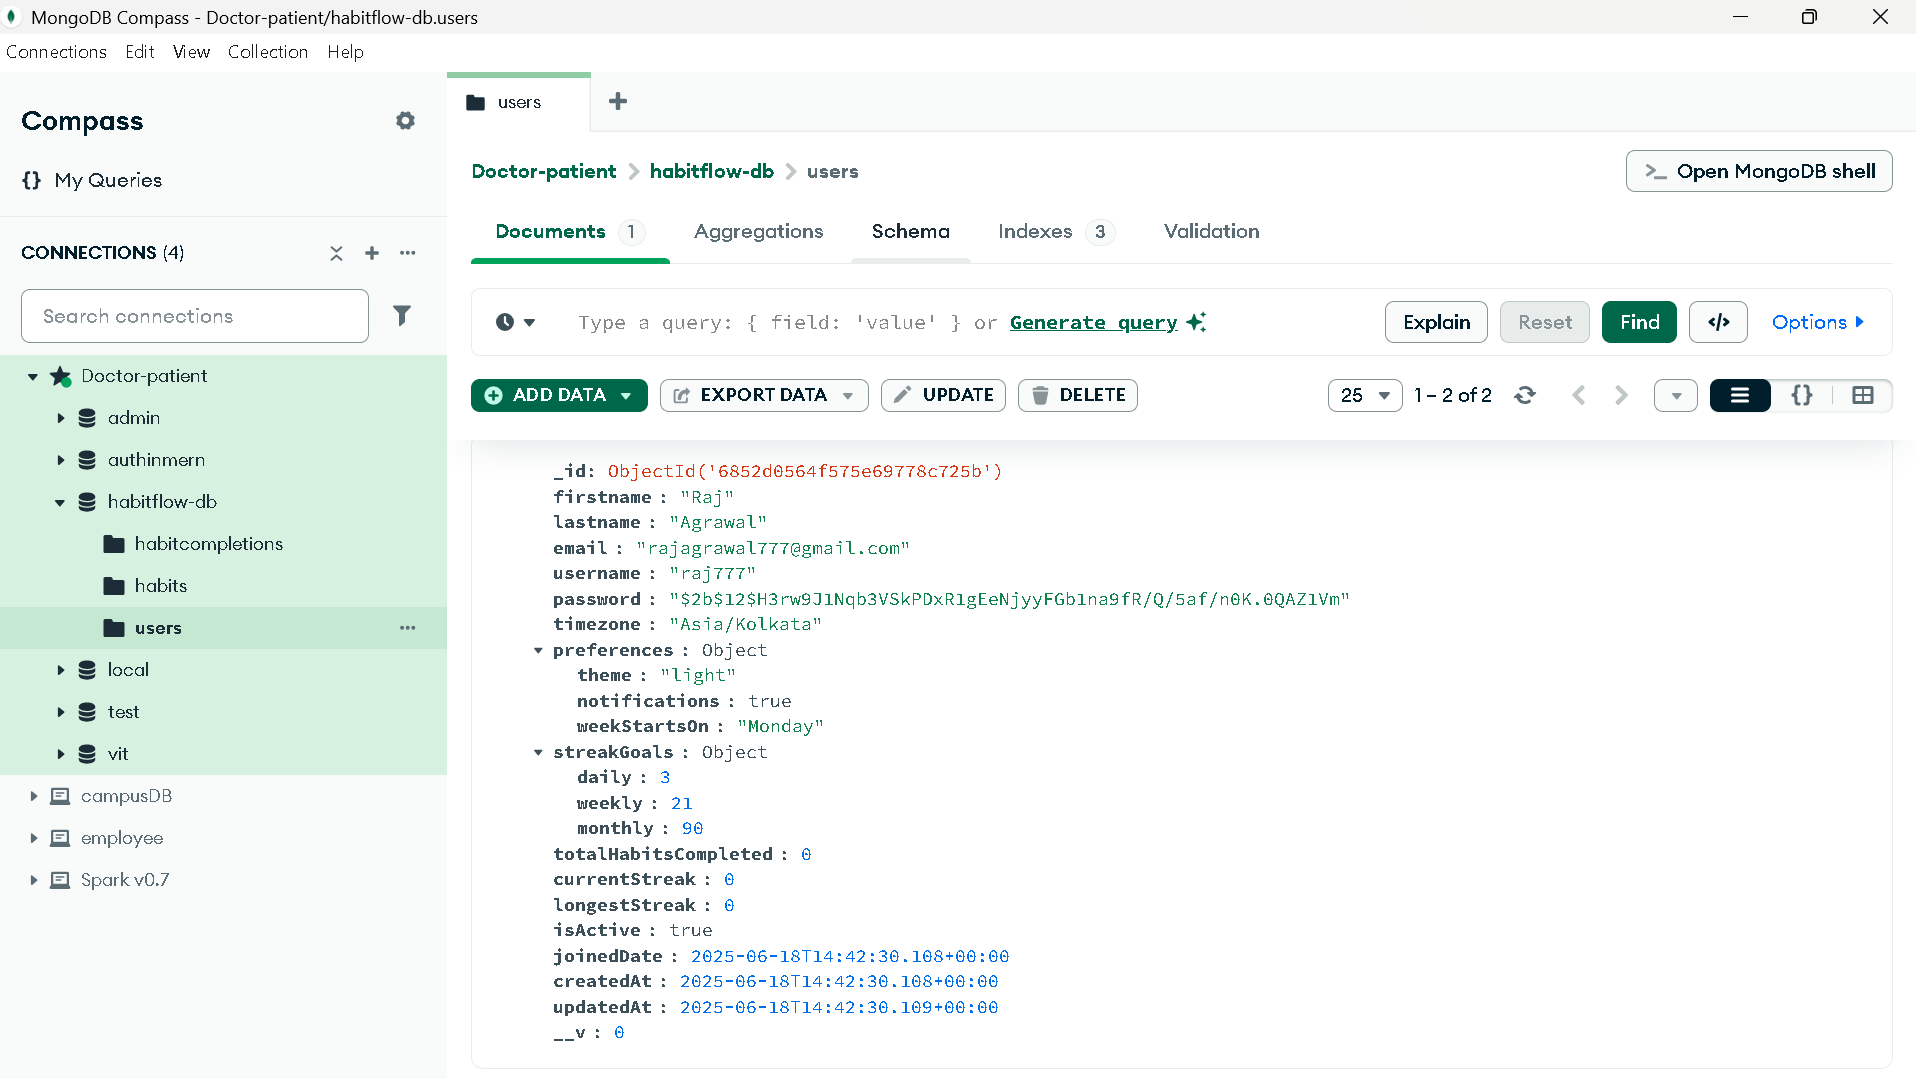 MongoDB Compass - Doctor-patient/habitflow-db.users
Connections Edit View Collection Help
Compass
{} My Queries
CONNECTIONS (4)
Search connections
Doctor-patient
admin
authinmern
habitflow-db
habitcompletions
habits
users
local
test
vit
campusDB
employee
Spark v0.7
users
Doctor-patient > habitflow-db > users
>_ Open MongoDB shell
Documents 1 Aggregations Schema Indexes 3 Validation
Type a query: { field: 'value' } or Generate query
Explain Reset Find </> Options
ADD DATA EXPORT DATA UPDATE DELETE
25 1 – 2 of 2 {}
_id: ObjectId('6852d0564f575e69778c725b')
firstname : "Raj"
lastname : "Agrawal"
email : "rajagrawal777@gmail.com"
username : "raj777"
password : "$2b$12$H3rw9J1Nqb3VSkPDxR1gEeNjyyFGb1na9fR/Q/5af/n0K.0QAZ1Vm"
timezone : "Asia/Kolkata"
preferences : Object
theme : "light"
notifications : true
weekStartsOn : "Monday"
streakGoals : Object
daily : 3
weekly : 21
monthly : 90
totalHabitsCompleted : 0
currentStreak : 0
longestStreak : 0
isActive : true
joinedDate : 2025-06-18T14:42:30.108+00:00
createdAt : 2025-06-18T14:42:30.108+00:00
updatedAt : 2025-06-18T14:42:30.109+00:00
__v : 0